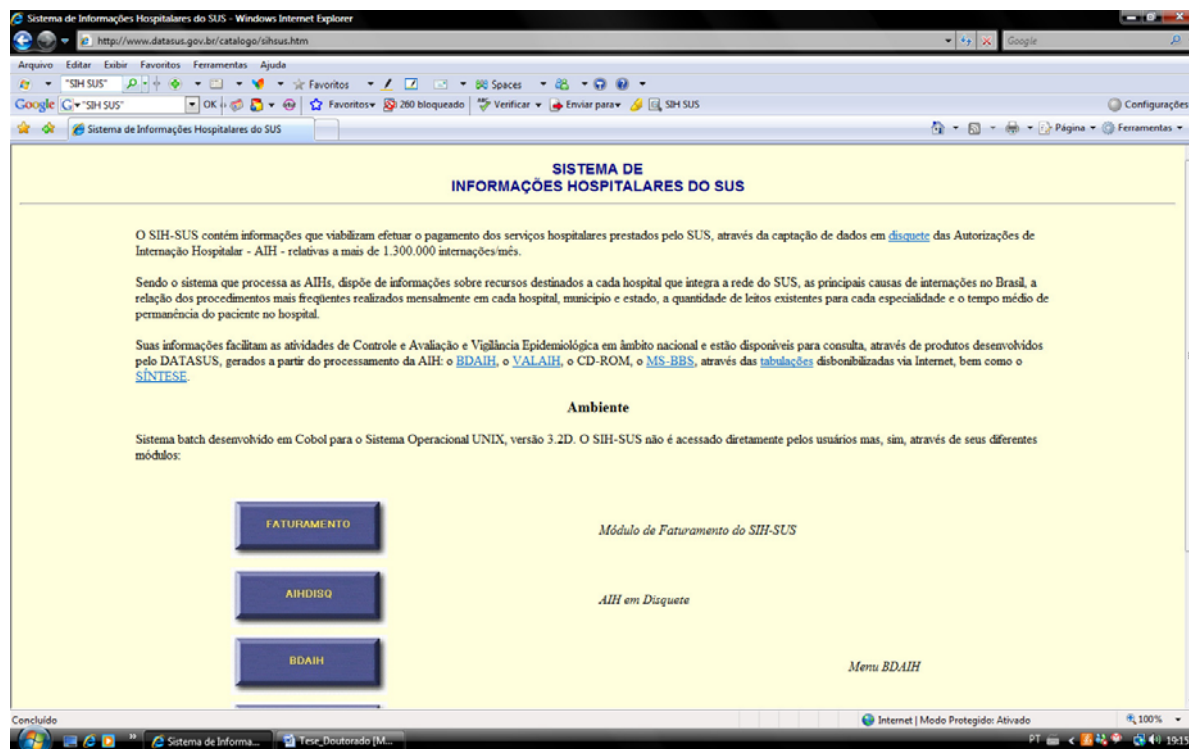 Sistema de Informações Hospitalares do SUS - Windows Internet Explorer
http://www.datasus.gov.br/catalogo/sihsus.htm
Google
Arquivo Editar Exibir Favoritos Ferramentas Ajuda
"SIH SUS" Favoritos Spaces
Google "SIH SUS" OK Favoritos 260 bloqueado Verificar Enviar para SIH SUS Configurações
Sistema de Informações Hospitalares do SUS Página Ferramentas
SISTEMA DE
INFORMAÇÕES HOSPITALARES DO SUS
O SIH-SUS contém informações que viabilizam efetuar o pagamento dos serviços hospitalares prestados pelo SUS, através da captação de dados em disquete das Autorizações de
Internação Hospitalar - AIH - relativas a mais de 1.300.000 internações/mês.
Sendo o sistema que processa as AIHs, dispõe de informações sobre recursos destinados a cada hospital que integra a rede do SUS, as principais causas de internações no Brasil, a
relação dos procedimentos mais freqüentes realizados mensalmente em cada hospital, município e estado, a quantidade de leitos existentes para cada especialidade e o tempo médio de
permanência do paciente no hospital.
Suas informações facilitam as atividades de Controle e Avaliação e Vigilância Epidemiológica em âmbito nacional e estão disponíveis para consulta, através de produtos desenvolvidos
pelo DATASUS, gerados a partir do processamento da AIH: o BDAIH, o VALAIH, o CD-ROM, o MS-BBS, através das tabulações disbonibilizadas via Internet, bem como o
SÍNTESE.
Ambiente
Sistema batch desenvolvido em Cobol para o Sistema Operacional UNIX, versão 3.2D. O SIH-SUS não é acessado diretamente pelos usuários mas, sim, através de seus diferentes
módulos:
FATURAMENTO Módulo de Faturamento do SIH-SUS
AIHDISQ AIH em Disquete
BDAIH Menu BDAIH
Concluído Internet | Modo Protegido: Ativado 100%
Sistema de Informa... Tese_Doutorado [M... PT 19:15